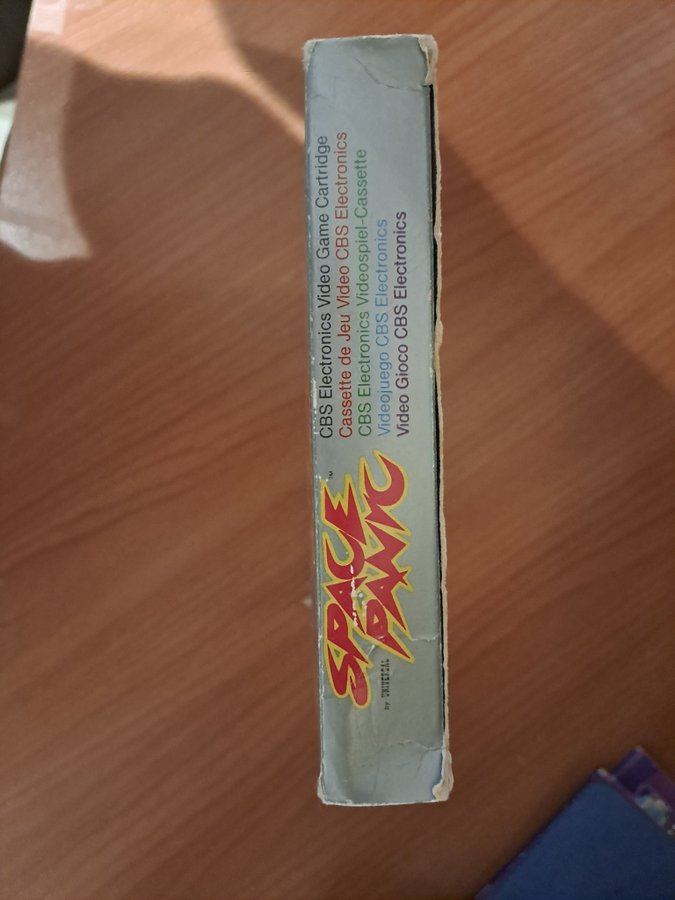 SPACE
PANIC
™
by UNIVERSAL
CBS Electronics Video Game Cartridge
Cassette de Jeu Video CBS Electronics
CBS Electronics Videospiel-Cassette
Videojuego CBS Electronics
Video Gioco CBS Electronics